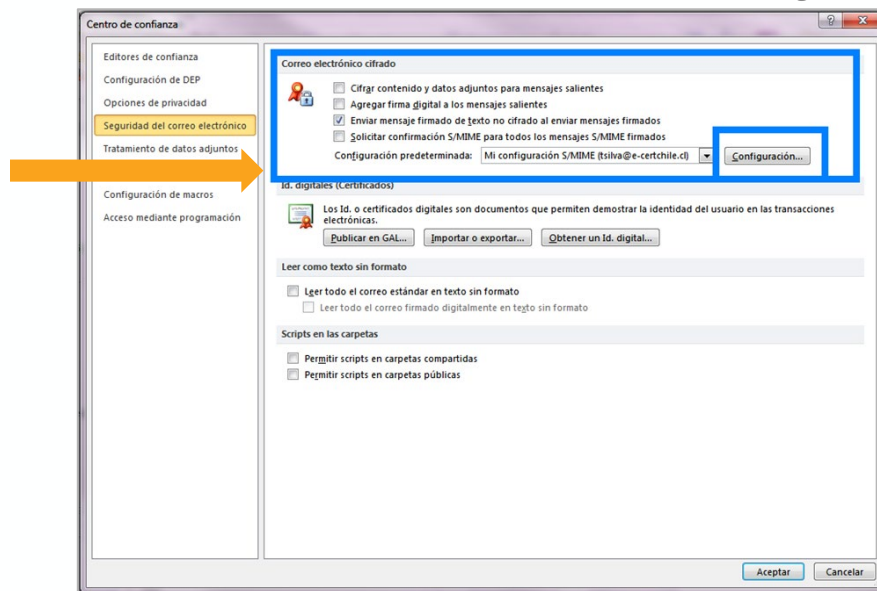 Centro de confianza
Editores de confianza
Configuración de DEP
Opciones de privacidad
Seguridad del correo electrónico
Tratamiento de datos adjuntos
Configuración de macros
Acceso mediante programación
Correo electrónico cifrado
Cifrar contenido y datos adjuntos para mensajes salientes
Agregar firma digital a los mensajes salientes
Enviar mensaje firmado de texto no cifrado al enviar mensajes firmados
Solicitar confirmación S/MIME para todos los mensajes S/MIME firmados
Configuración predeterminada: Mi configuración S/MIME (tsilva@e-certchile.cl) Configuración...
Id. digitales (Certificados)
Los Id. o certificados digitales son documentos que permiten demostrar la identidad del usuario en las transacciones
electrónicas.
Publicar en GAL... Importar o exportar... Obtener un Id. digital...
Leer como texto sin formato
Leer todo el correo estándar en texto sin formato
Leer todo el correo firmado digitalmente en texto sin formato
Scripts en las carpetas
Permitir scripts en carpetas compartidas
Permitir scripts en carpetas públicas
Aceptar Cancelar